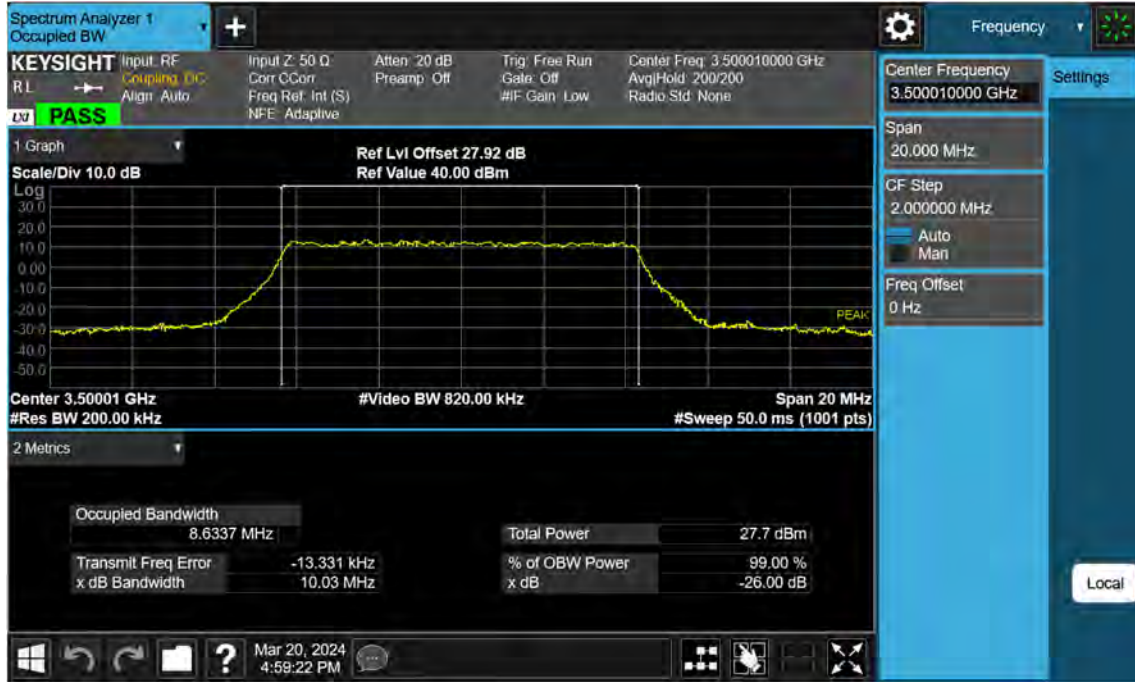 Spectrum Analyzer 1
Occupied BW
+
Frequency
KEYSIGHT
RL
LXI PASS
Input: RF
Coupling: DC
Align: Auto
Input Z: 50 Ω
Corr CCorr
Freq Ref: Int (S)
NFE: Adaptive
Atten: 20 dB
Preamp: Off
Trig: Free Run
Gate: Off
#IF Gain: Low
Center Freq: 3.500010000 GHz
Avg|Hold: 200/200
Radio Std: None
1 Graph
Scale/Div 10.0 dB
Ref Lvl Offset 27.92 dB
Ref Value 40.00 dBm
Log
30.0
20.0
10.0
0.00
-10.0
-20.0
-30.0
-40.0
-50.0
PEAK
Center 3.50001 GHz
#Res BW 200.00 kHz
#Video BW 820.00 kHz
Span 20 MHz
#Sweep 50.0 ms (1001 pts)
2 Metrics
Occupied Bandwidth
8.6337 MHz
Transmit Freq Error -13.331 kHz
x dB Bandwidth 10.03 MHz
Total Power 27.7 dBm
% of OBW Power 99.00 %
x dB -26.00 dB
?
Mar 20, 2024
4:59:22 PM
Center Frequency
3.500010000 GHz
Span
20.000 MHz
CF Step
2.000000 MHz
Auto
Man
Freq Offset
0 Hz
Settings
Local